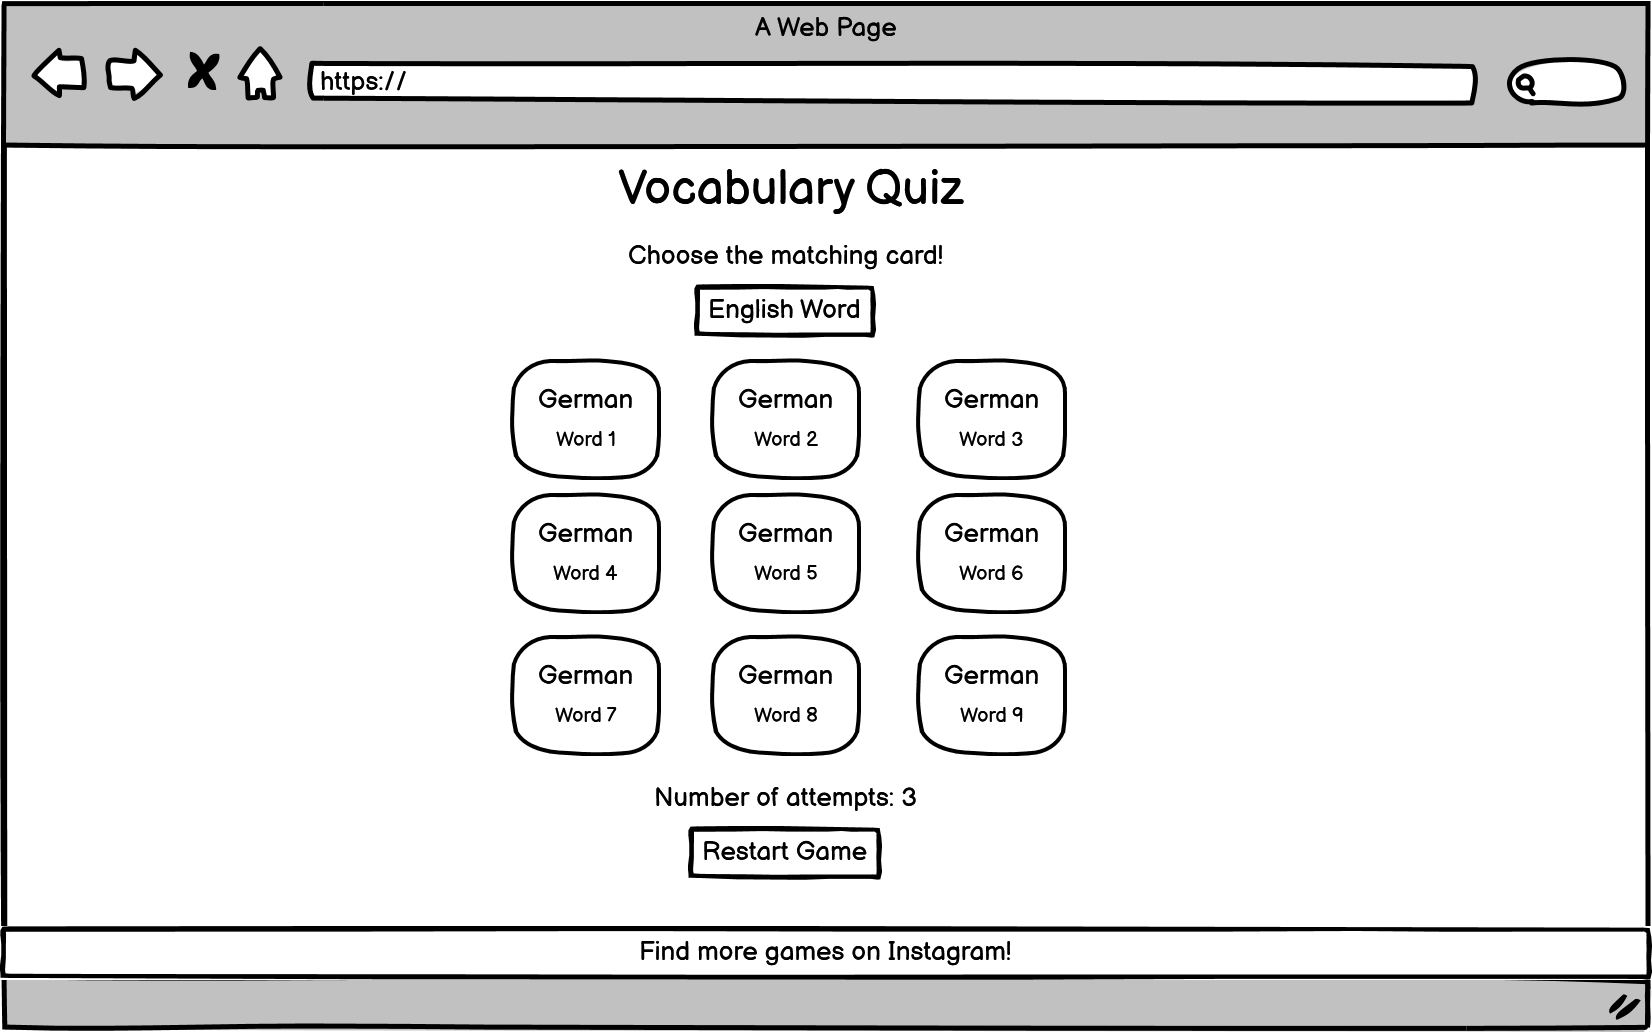 A Web Page
https://
Vocabulary Quiz
Choose the matching card!
English Word
German German German
Word 1 Word 2 Word 3
German German German
Word 4 Word 5 Word 6
German German German
Word 7 Word 8 Word 9
Number of attempts: 3
Restart Game
Find more games on Instagram!